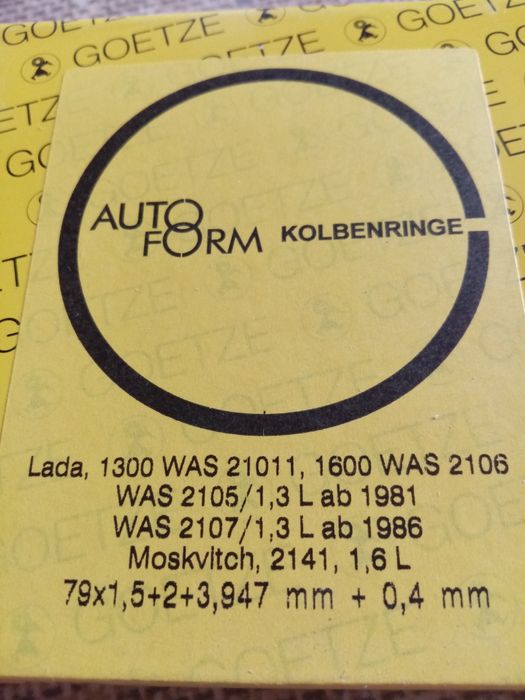 GOETZE
AUTO
FORM
KOLBENRINGE
Lada, 1300 WAS 21011, 1600 WAS 2106
WAS 2105/1,3 L ab 1981
WAS 2107/1,3 L ab 1986
Moskvitch, 2141, 1,6 L
79x1,5+2+3,947 mm + 0,4 mm